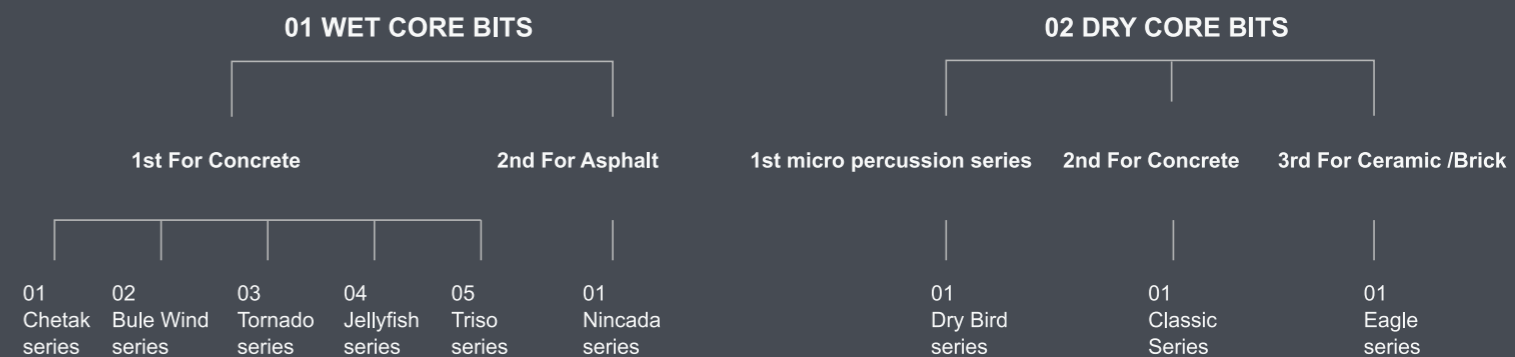 01 WET CORE BITS
02 DRY CORE BITS
1st For Concrete
2nd For Asphalt
1st micro percussion series
2nd For Concrete
3rd For Ceramic /Brick
01
Chetak
series
02
Bule Wind
series
03
Tornado
series
04
Jellyfish
series
05
Triso
series
01
Nincada
series
01
Dry Bird
series
01
Classic
Series
01
Eagle
series